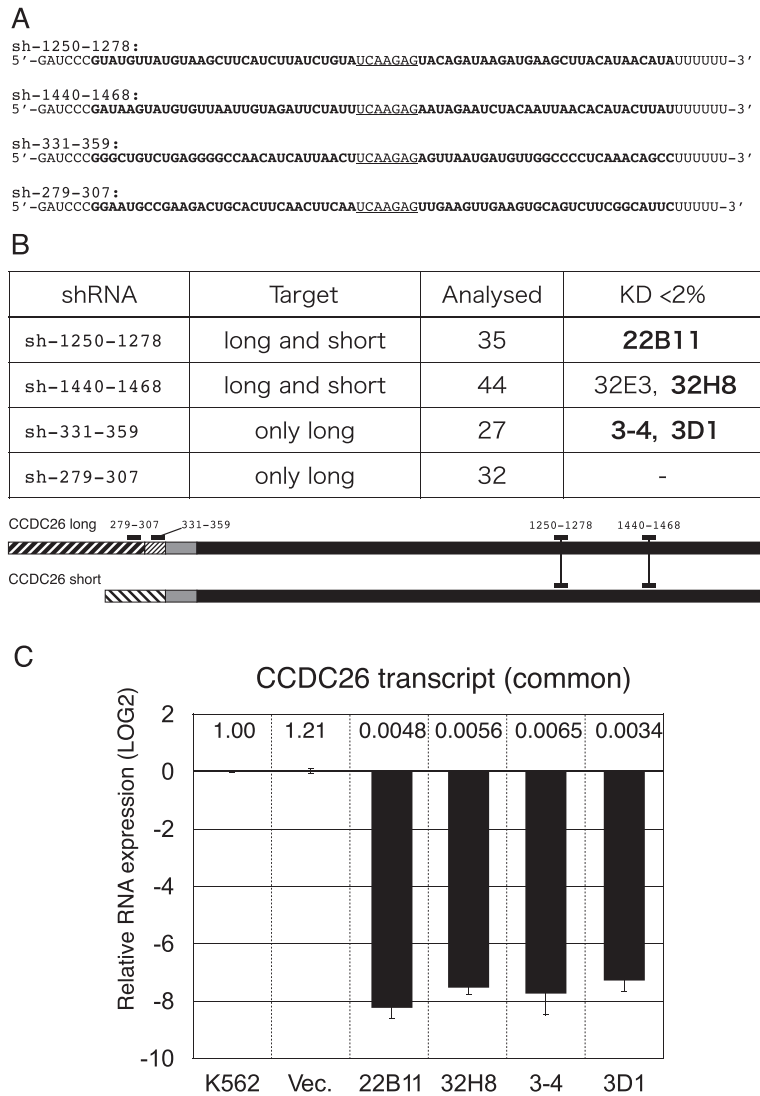 A
sh-1250-1278:
5’-GAUCCCGUAUGUUAUGUAAGCUUCAUCUUAUCUGUAUCAAGAGUACAGAUAAGAUGAAGCUUACAUAACAUAUUUUUU-3’
sh-1440-1468:
5’-GAUCCCGAUAAGUAUGUGUUAAUUGUAGAUUCUAUUUCAAGAGAAUAGAAUCUACAAUUAACACAUACUUAUUUUUUU-3’
sh-331-359:
5’-GAUCCCGGGCUGUCUGAGGGGCCAACAUCAUUAACUUCAAGAGAGUUAAUGAUGUUGGCCCCUCAAACAGCCUUUUUU-3’
sh-279-307:
5’-GAUCCCGGAAUGCCGAAGACUGCACUUCAACUUCAAUCAAGAGUUGAAGUUGAAGUGCAGUCUUCGGCAUUCUUUUU-3’
B
shRNA Target Analysed KD <2%
sh-1250-1278 long and short 35 22B11
sh-1440-1468 long and short 44 32E3, 32H8
sh-331-359 only long 27 3-4, 3D1
sh-279-307 only long 32 -
CCDC26 long 279-307 331-359 1250-1278 1440-1468
CCDC26 short
C
CCDC26 transcript (common)
Relative RNA expression (LOG2)
2
0
-2
-4
-6
-8
-10
1.00 1.21 0.0048 0.0056 0.0065 0.0034
K562 Vec. 22B11 32H8 3-4 3D1